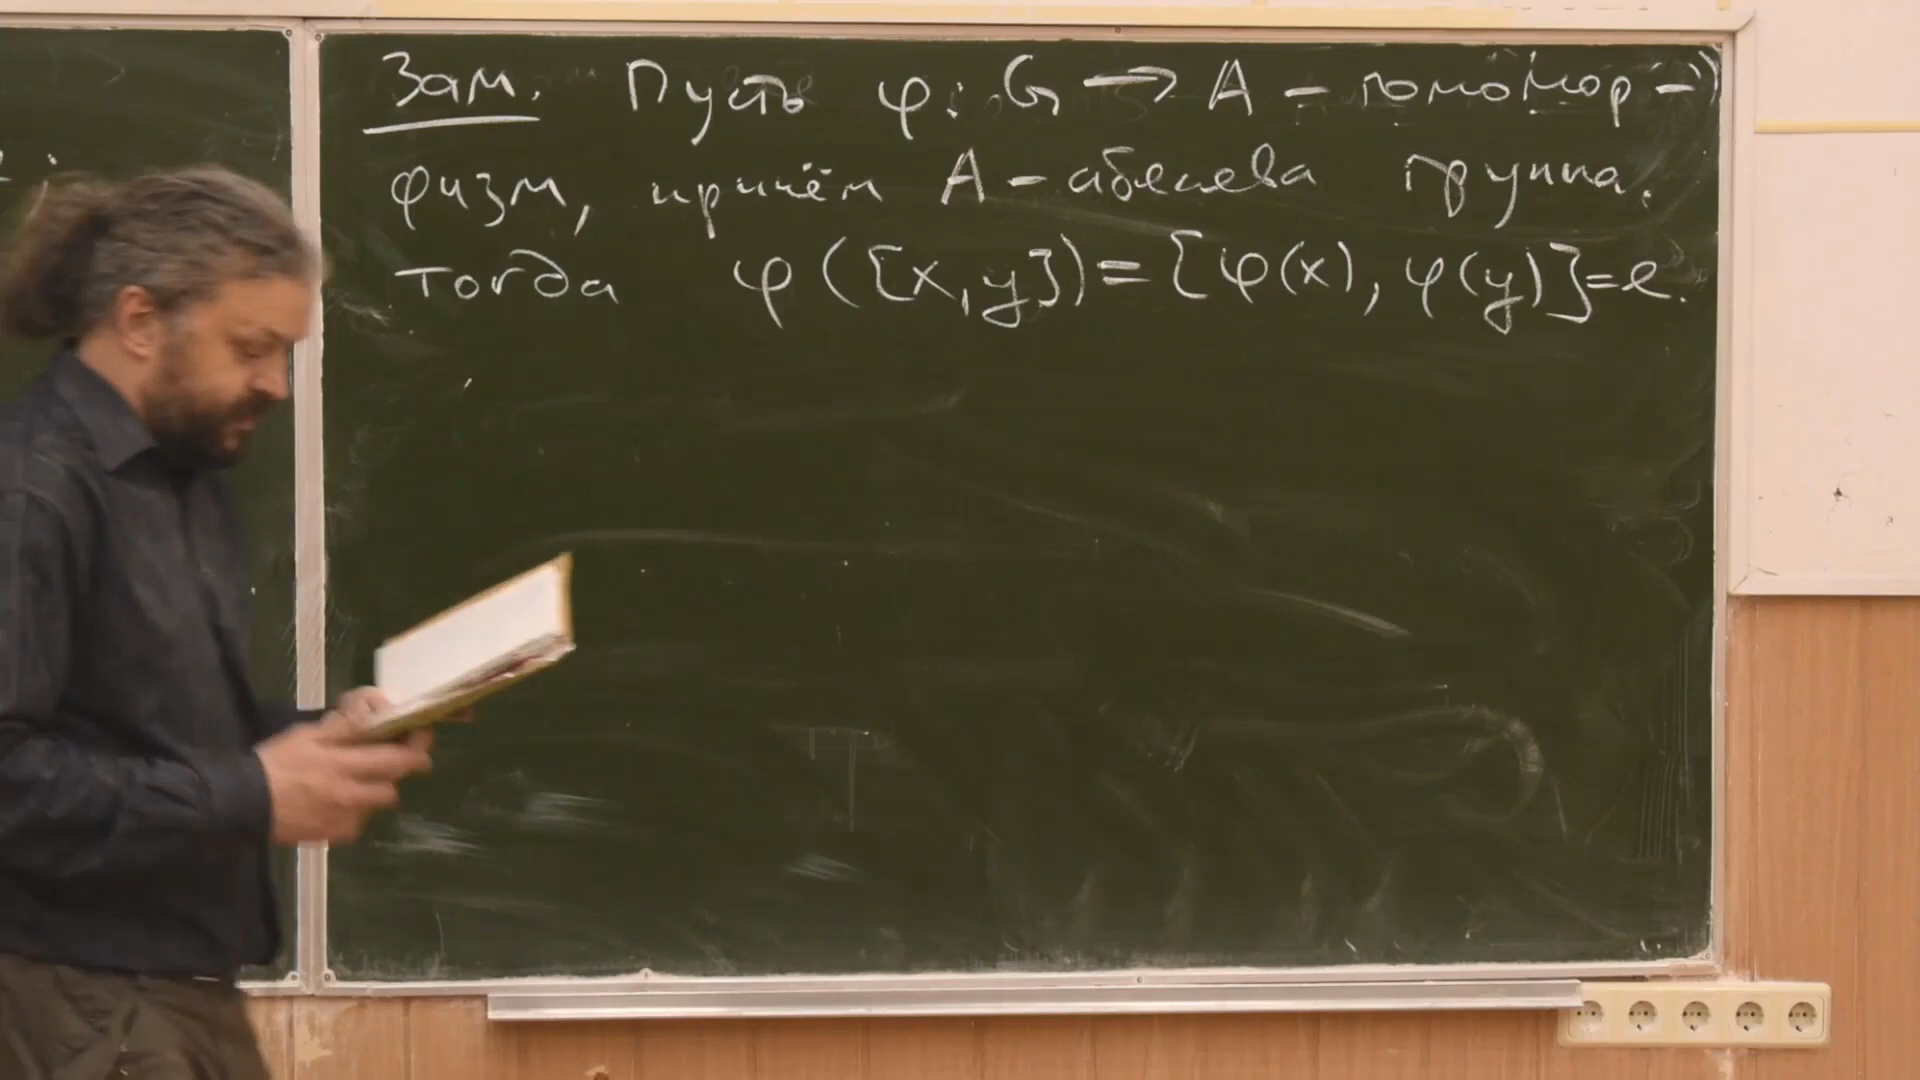 Зам. Пусть φ: G → A - гомомор-
физм, причём A - абелева группа.
тогда φ([x,y]) = [φ(x), φ(y)] = e.